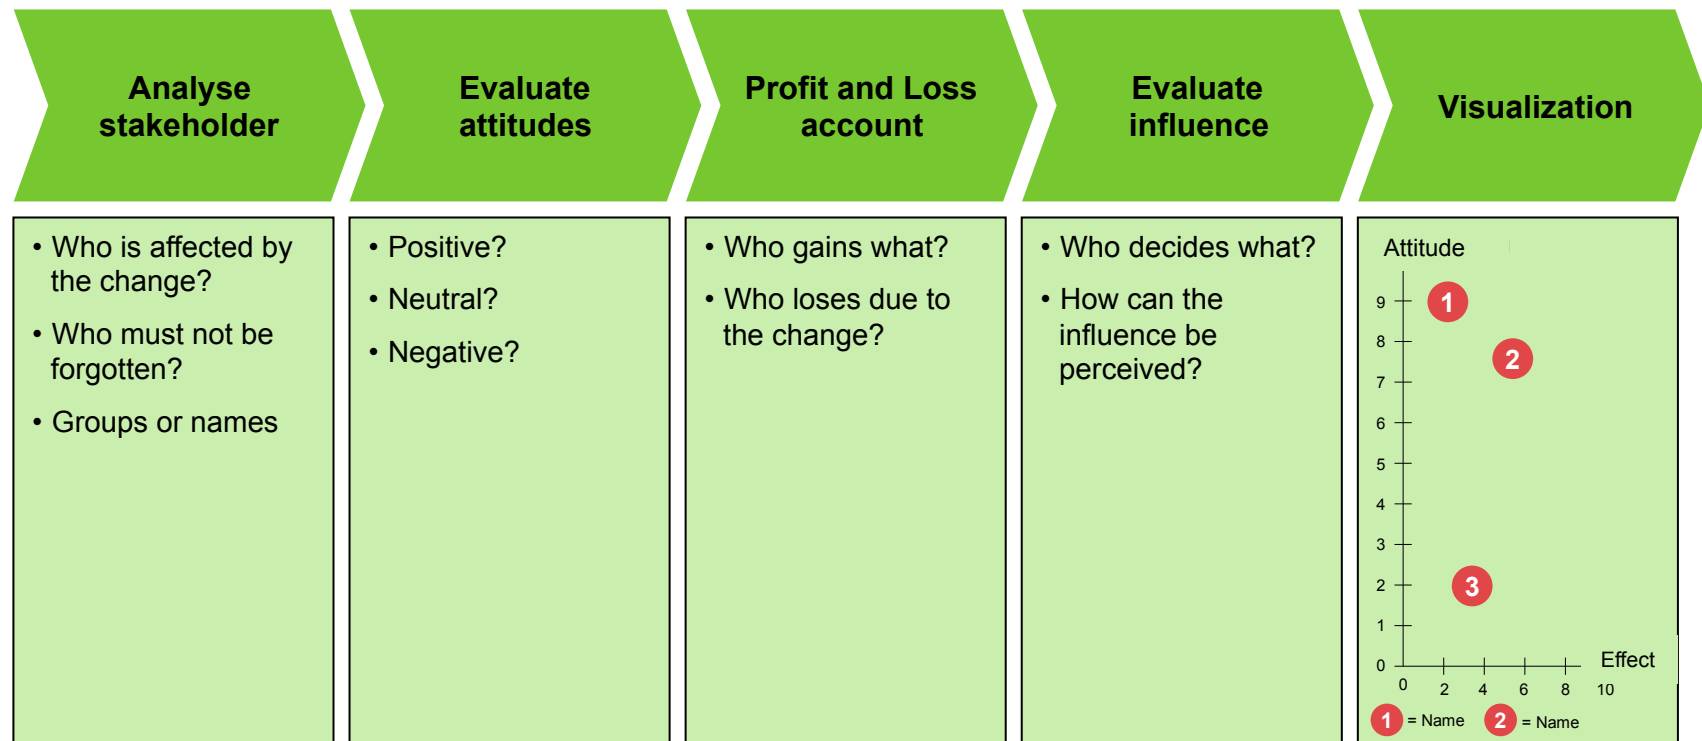 Analyse
stakeholder
Evaluate
attitudes
Profit and Loss
account
Evaluate
influence
Visualization
• Who is affected by
the change?
• Who must not be
forgotten?
• Groups or names
• Positive?
• Neutral?
• Negative?
• Who gains what?
• Who loses due to
the change?
• Who decides what?
• How can the
influence be
perceived?
Attitude
9
8
7
6
5
4
3
2
1
0
1
2
3
Effect
0 2 4 6 8 10
1 = Name 2 = Name